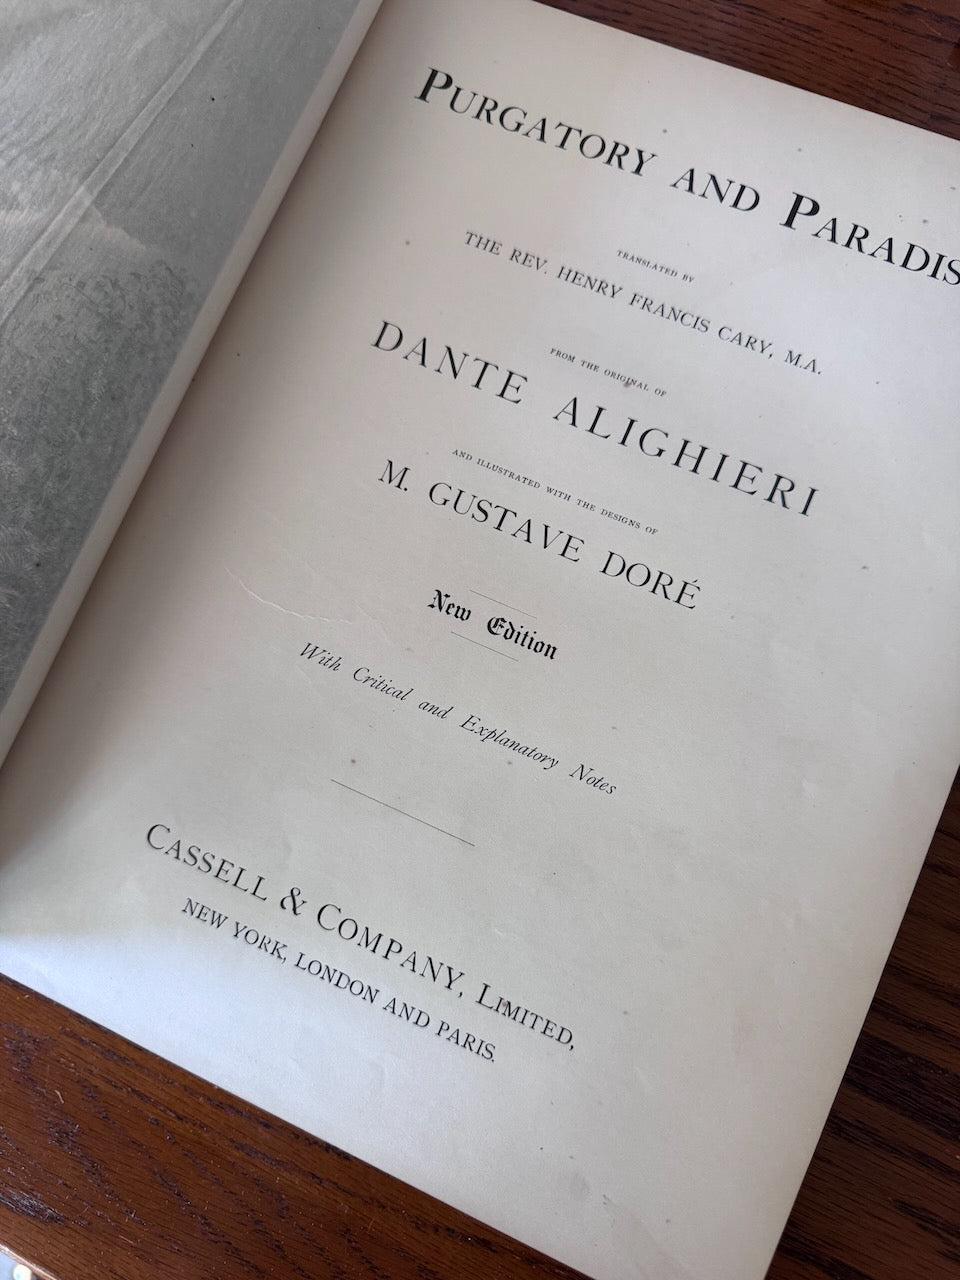 PURGATORY AND PARADIS
TRANSLATED BY
THE REV. HENRY FRANCIS CARY, M.A.
FROM THE ORIGINAL OF
DANTE ALIGHIERI
AND ILLUSTRATED WITH THE DESIGNS OF
M. GUSTAVE DORÉ
New Edition
With Critical and Explanatory Notes
CASSELL & COMPANY, LIMITED,
NEW YORK, LONDON AND PARIS.